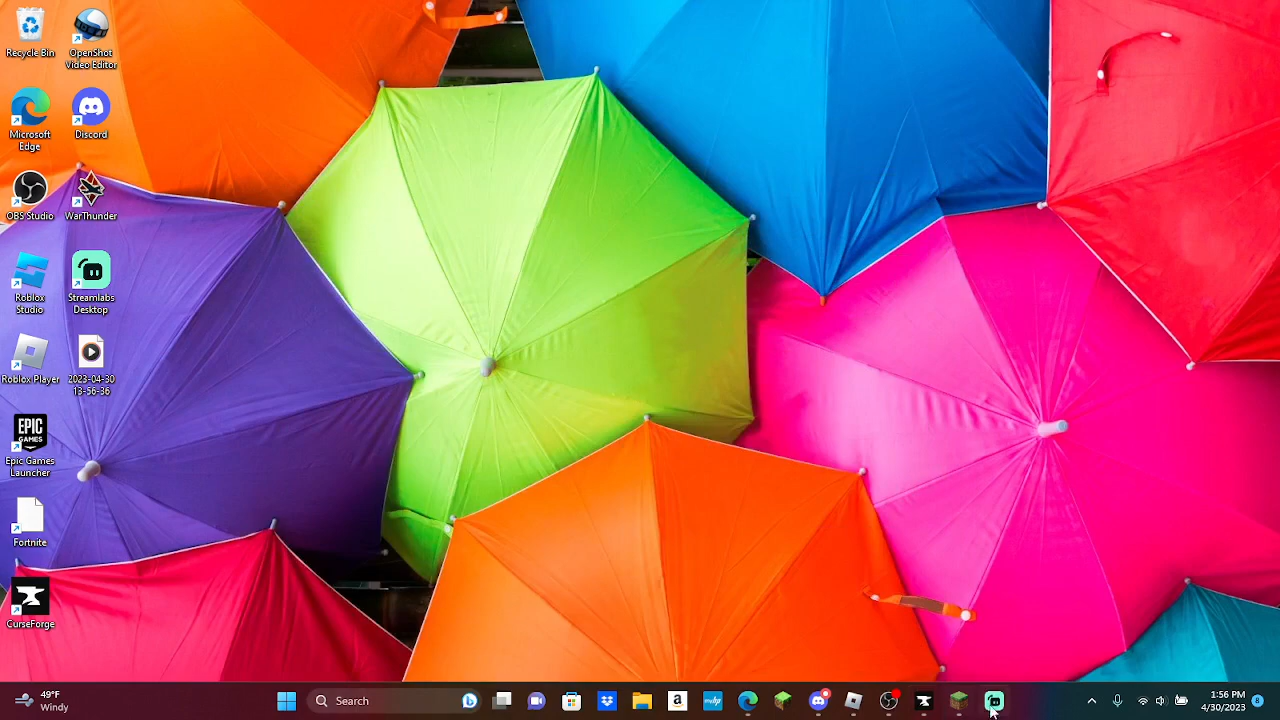 Recycle Bin
OpenShot
Video Editor
Microsoft
Edge
Discord
OBS Studio
WarThunder
Roblox
Studio
Streamlabs
Desktop
Roblox Player
2023-04-30
13-56-36
EPIC
GAMES
Epic Games
Launcher
Fortnite
CurseForge
49°F
Windy
Search
a
mdp
1:56 PM
4/30/2023
8